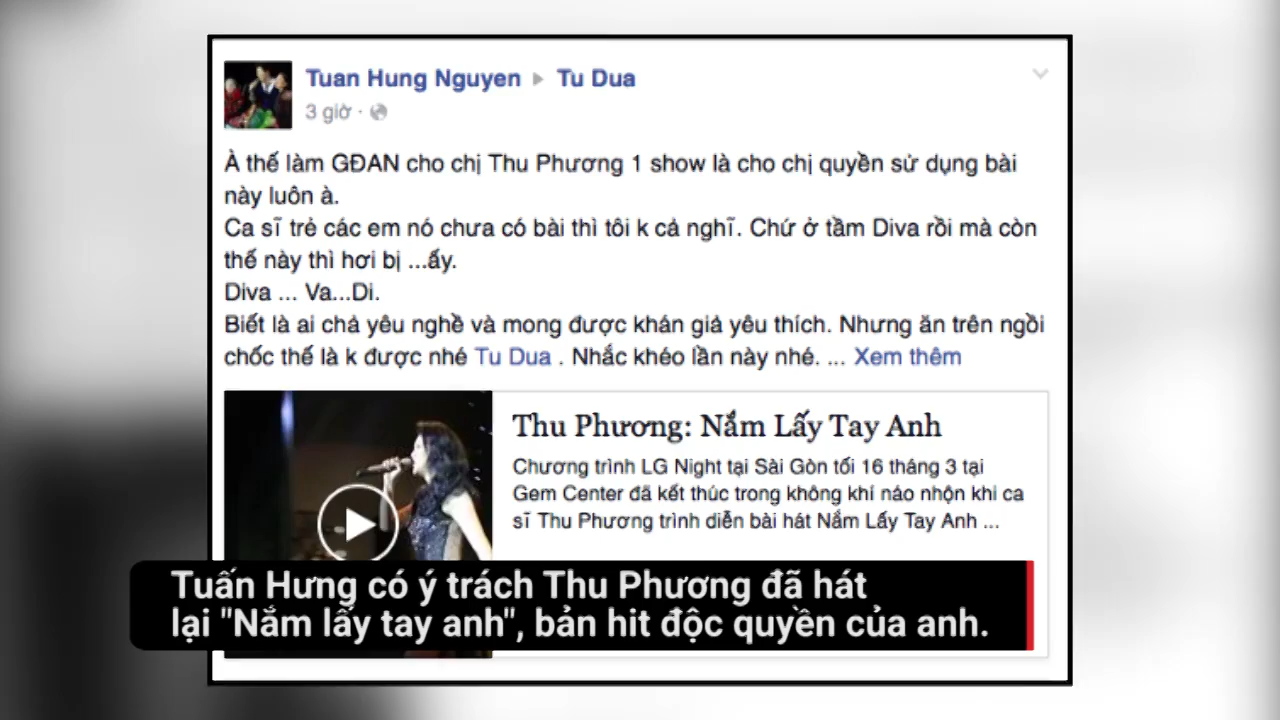 Tuan Hung Nguyen ▸ Tu Dua
3 giờ ·
À thế làm GĐAN cho chị Thu Phương 1 show là cho chị quyền sử dụng bài
này luôn à.
Ca sĩ trẻ các em nó chưa có bài thì tôi k cả nghĩ. Chứ ở tầm Diva rồi mà còn
thế này thì hơi bị ...ấy.
Diva ... Va...Di.
Biết là ai chả yêu nghề và mong được khán giả yêu thích. Nhưng ăn trên ngồi
chốc thế là k được nhé Tu Dua . Nhắc khéo lần này nhé. ... Xem thêm
Thu Phương: Nắm Lấy Tay Anh
Chương trình LG Night tại Sài Gòn tối 16 tháng 3 tại
Gem Center đã kết thúc trong không khí náo nhộn khi ca
sĩ Thu Phương trình diễn bài hát Nắm Lấy Tay Anh ...
Tuấn Hưng có ý trách Thu Phương đã hát
lại "Nắm lấy tay anh", bản hit độc quyền của anh.